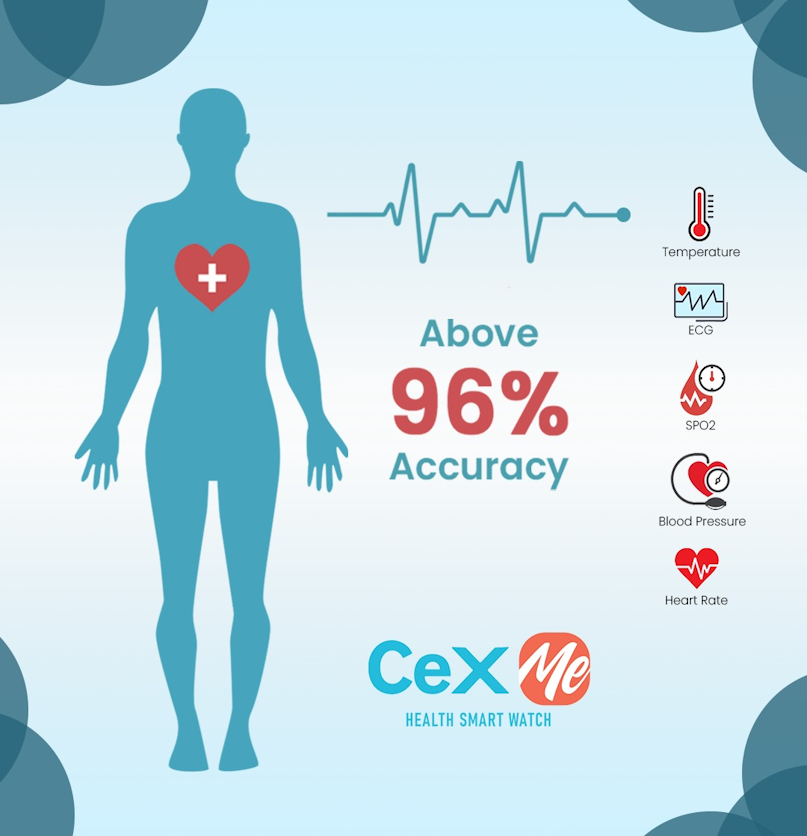 Temperature
ECG
Above
96%
Accuracy
SPO2
Blood Pressure
Heart Rate
CeX Me
HEALTH SMART WATCH